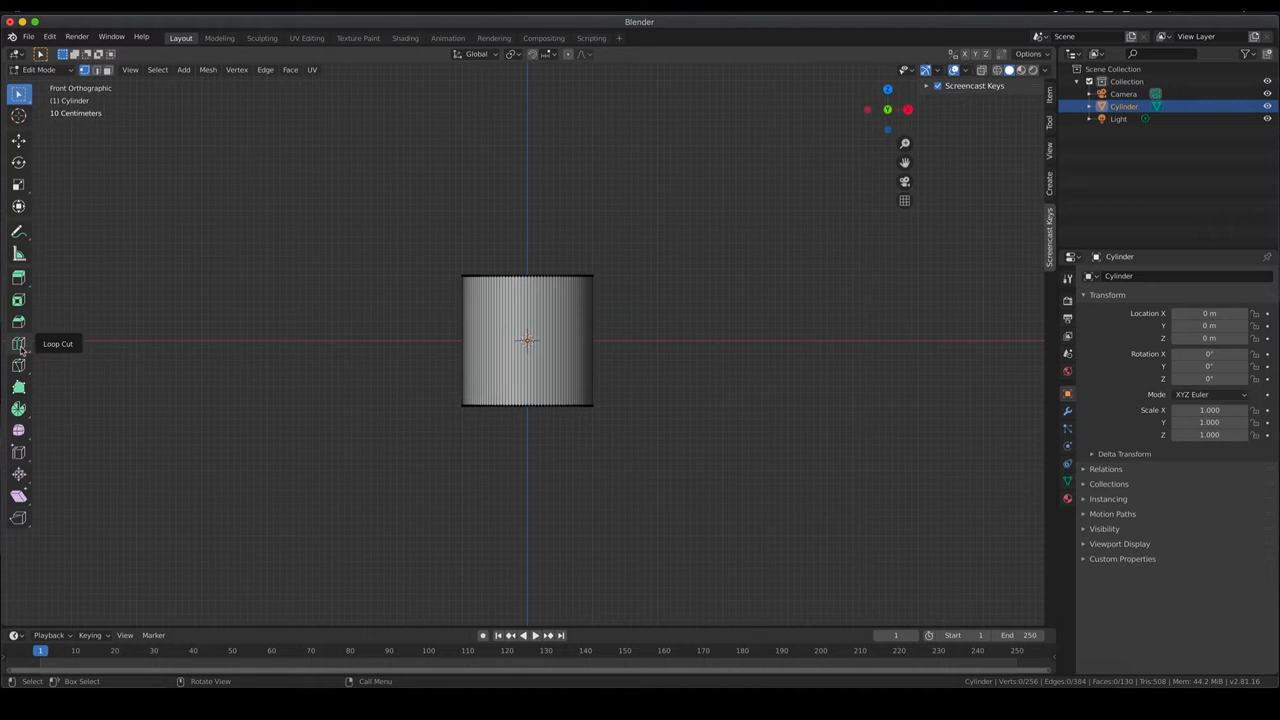 Blender
File Edit Render Window Help Layout Modeling Sculpting UV Editing Texture Paint Shading Animation Rendering Compositing Scripting + Scene View Layer
Global X Y Z Options
Edit Mode View Select Add Mesh Vertex Edge Face UV
Scene Collection
Collection
Camera
Cylinder
Light
Front Orthographic
(1) Cylinder
10 Centimeters
Z
Y
X
Screencast Keys
Item
Tool
View
Create
Screencast Keys
Loop Cut
Cylinder
Cylinder
Transform
Location X 0 m
Y 0 m
Z 0 m
Rotation X 0°
Y 0°
Z 0°
Mode XYZ Euler
Scale X 1.000
Y 1.000
Z 1.000
Delta Transform
Relations
Collections
Instancing
Motion Paths
Visibility
Viewport Display
Custom Properties
Playback Keying View Marker 1 Start 1 End 250
1 10 20 30 40 50 60 70 80 90 100 110 120 130 140 150 160 170 180 190 200 210 220 230 240 250
Select Box Select Rotate View Call Menu Cylinder | Verts:0/256 | Edges:0/384 | Faces:0/130 | Tris:508 | Mem: 44.2 MiB | v2.81.16